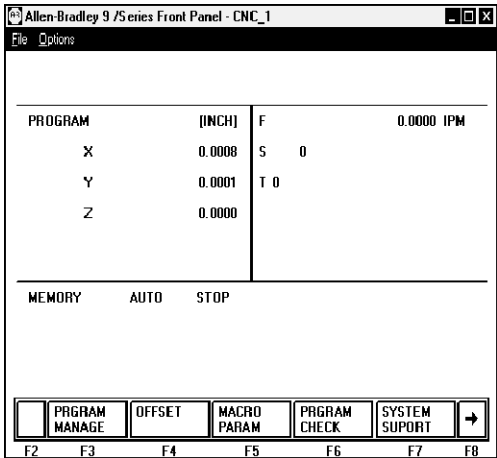 Allen-Bradley 9 /Series Front Panel - CNC_1
File Options
PROGRAM [INCH] F 0.0000 IPM
X 0.0008 S 0
Y 0.0001 T 0
Z 0.0000
MEMORY AUTO STOP
PRGRAM MANAGE OFFSET MACRO PARAM PRGRAM CHECK SYSTEM SUPORT →
F2 F3 F4 F5 F6 F7 F8